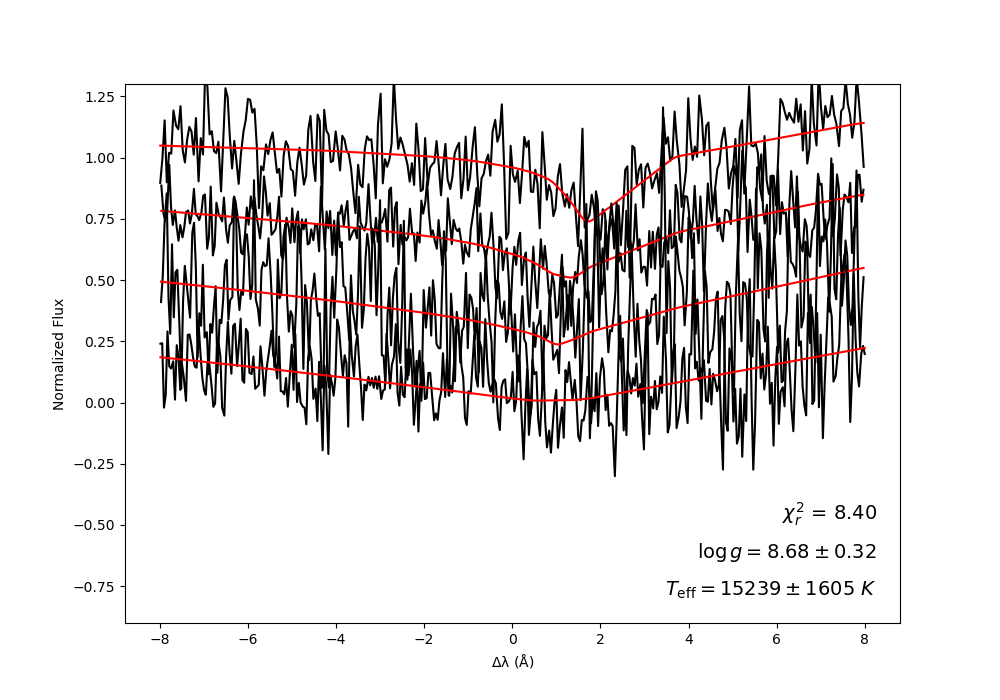 1.25
1.00
0.75
0.50
0.25
0.00
−0.25
−0.50
−0.75
Normalized Flux
χ²ᵣ = 8.40
log g = 8.68 ± 0.32
T_eff = 15239 ± 1605 K
−8 −6 −4 −2 0 2 4 6 8
Δλ (Å)